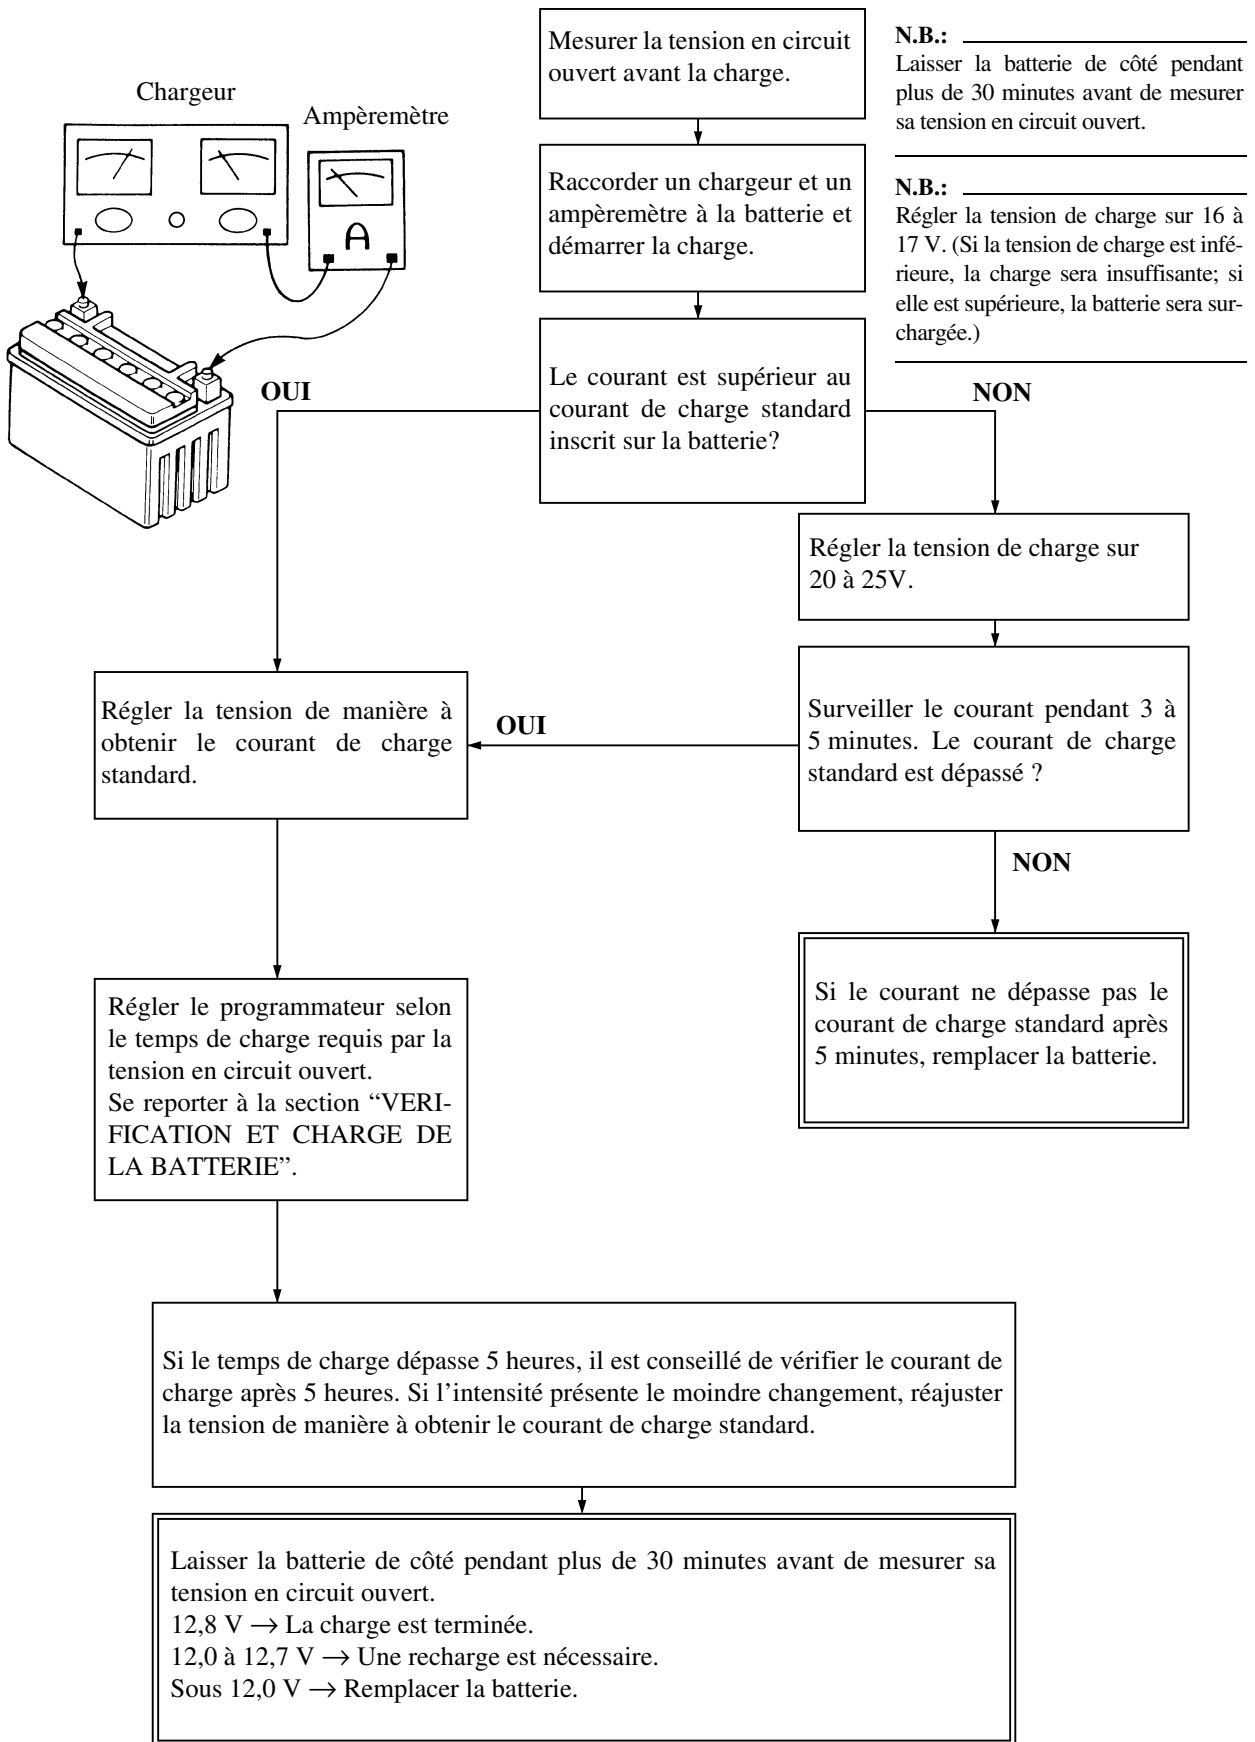 Mesurer la tension en circuit
ouvert avant la charge.
N.B.:
Laisser la batterie de côté pendant
plus de 30 minutes avant de mesurer
sa tension en circuit ouvert.
Chargeur
Ampèremètre
A
Raccorder un chargeur et un
ampèremètre à la batterie et
démarrer la charge.
N.B.:
Régler la tension de charge sur 16 à
17 V. (Si la tension de charge est infé-
rieure, la charge sera insuffisante; si
elle est supérieure, la batterie sera sur-
chargée.)
Le courant est supérieur au
courant de charge standard
inscrit sur la batterie?
OUI
NON
Régler la tension de charge sur
20 à 25V.
Surveiller le courant pendant 3 à
5 minutes. Le courant de charge
standard est dépassé ?
OUI
Régler la tension de manière à
obtenir le courant de charge
standard.
NON
Si le courant ne dépasse pas le
courant de charge standard après
5 minutes, remplacer la batterie.
Régler le programmateur selon
le temps de charge requis par la
tension en circuit ouvert.
Se reporter à la section “VERI-
FICATION ET CHARGE DE
LA BATTERIE”.
Si le temps de charge dépasse 5 heures, il est conseillé de vérifier le courant de
charge après 5 heures. Si l’intensité présente le moindre changement, réajuster
la tension de manière à obtenir le courant de charge standard.
Laisser la batterie de côté pendant plus de 30 minutes avant de mesurer sa
tension en circuit ouvert.
12,8 V → La charge est terminée.
12,0 à 12,7 V → Une recharge est nécessaire.
Sous 12,0 V → Remplacer la batterie.